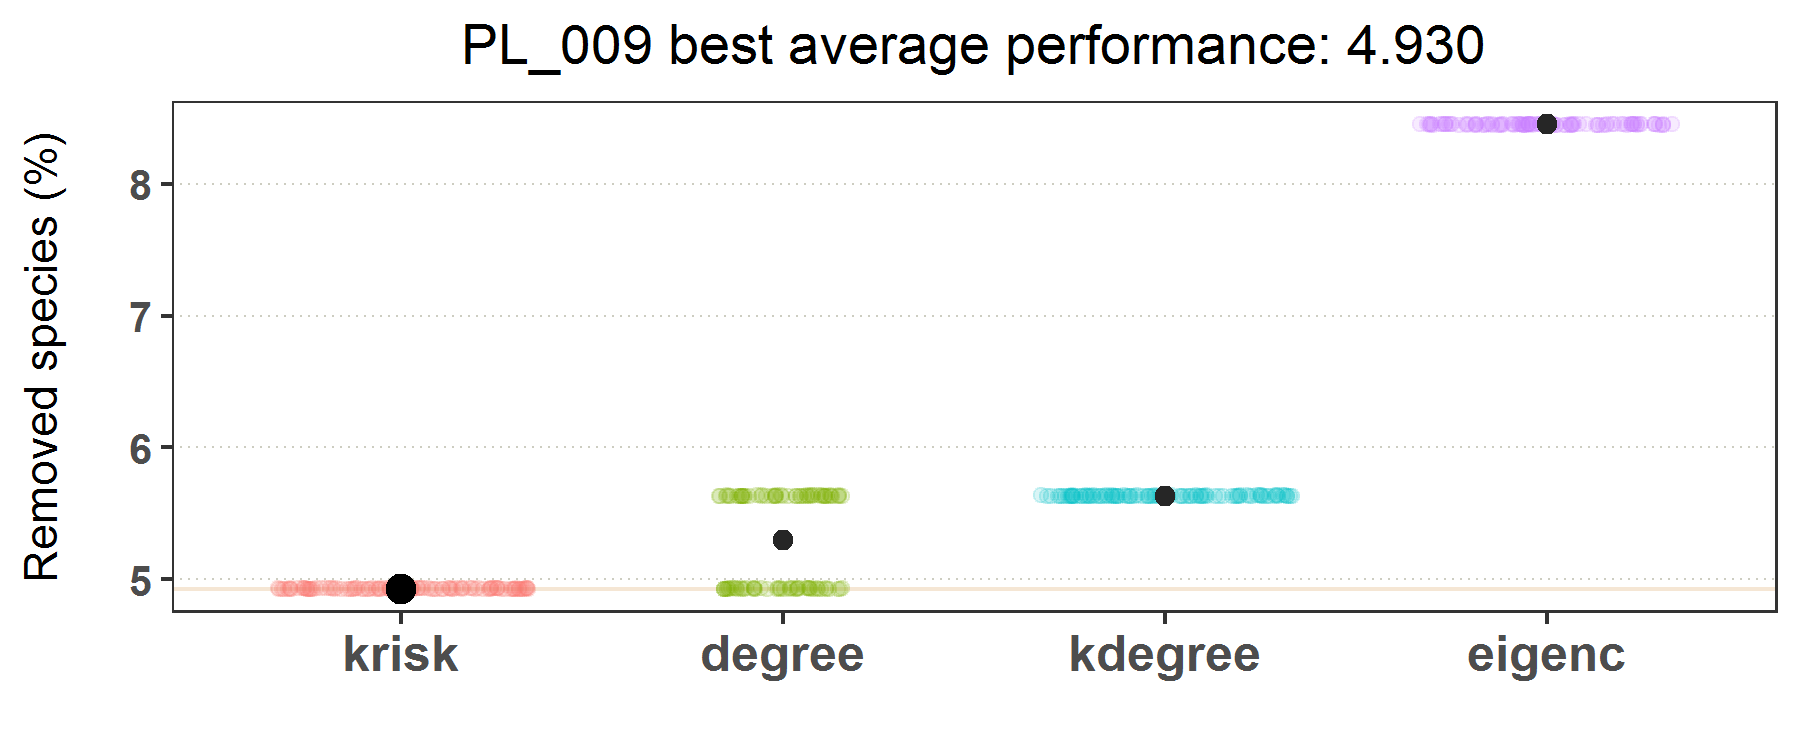 PL_009 best average performance: 4.930
Removed species (%)
8
7
6
5
krisk degree kdegree eigenc